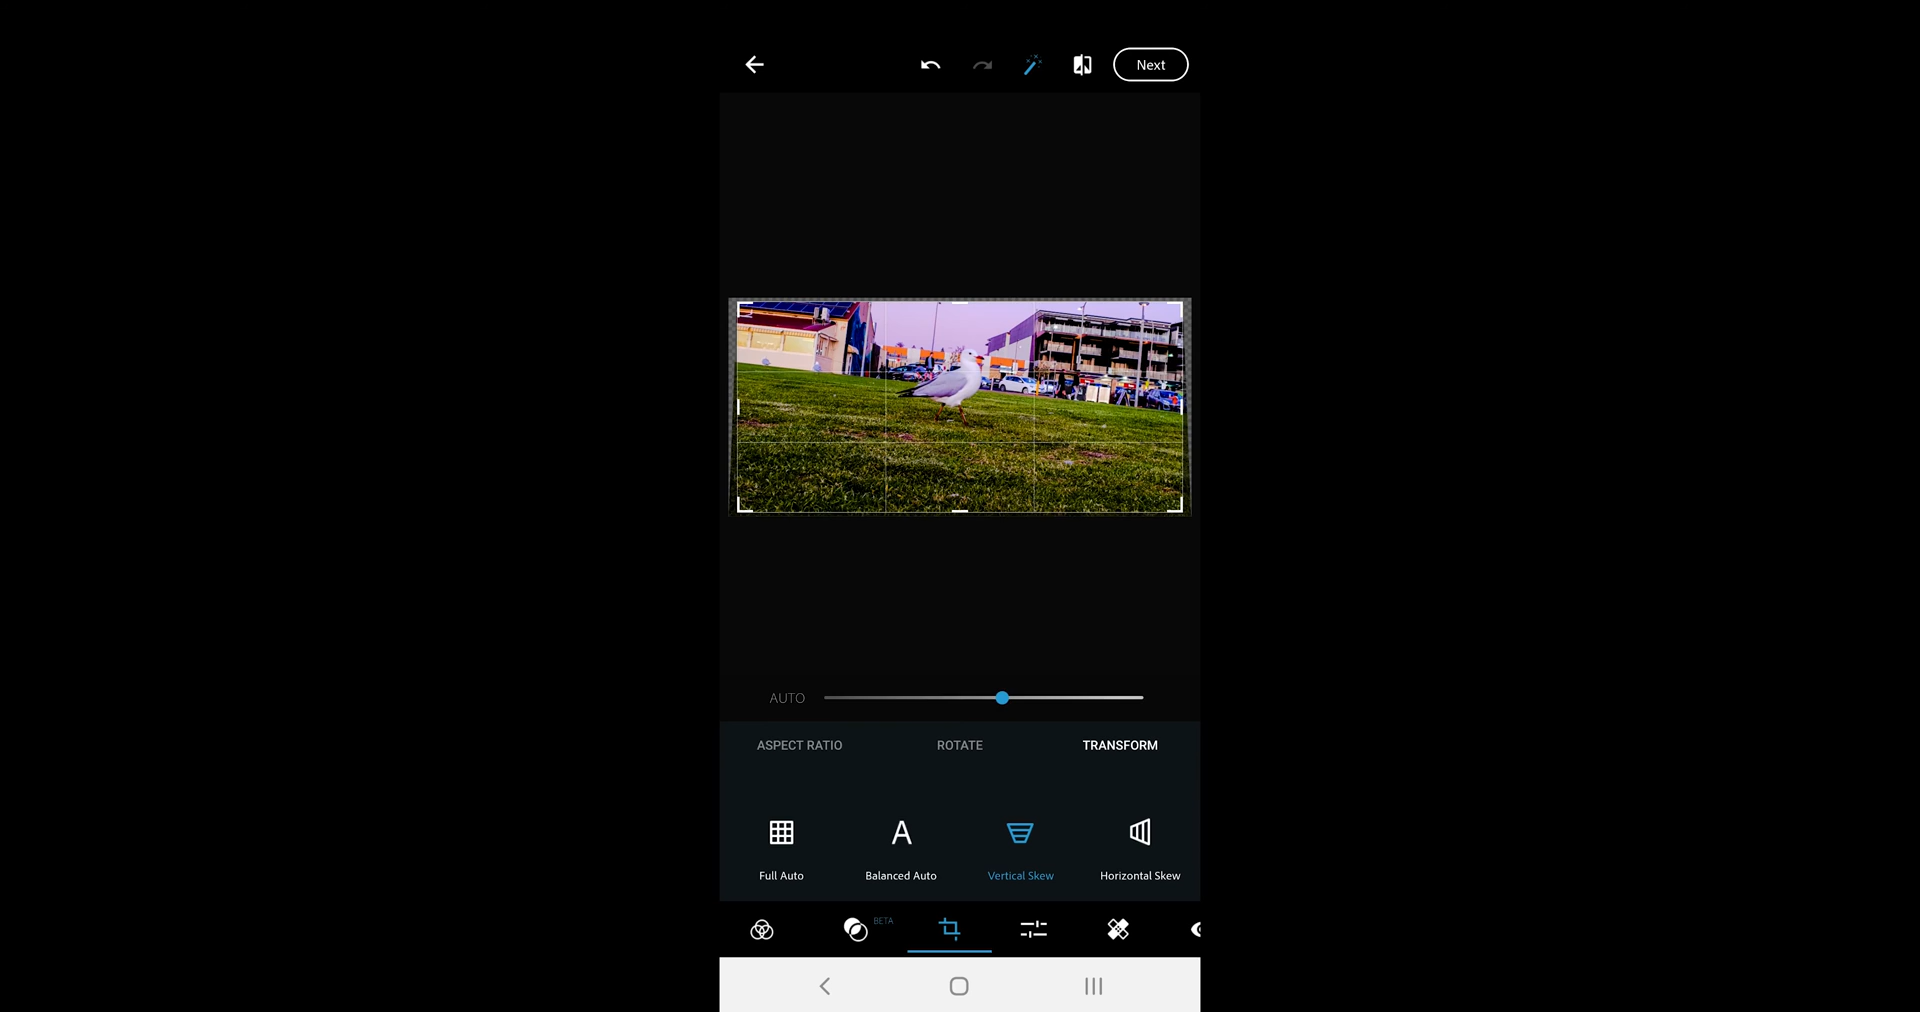 Next
AUTO
ASPECT RATIO ROTATE TRANSFORM
Full Auto Balanced Auto Vertical Skew Horizontal Skew
BETA